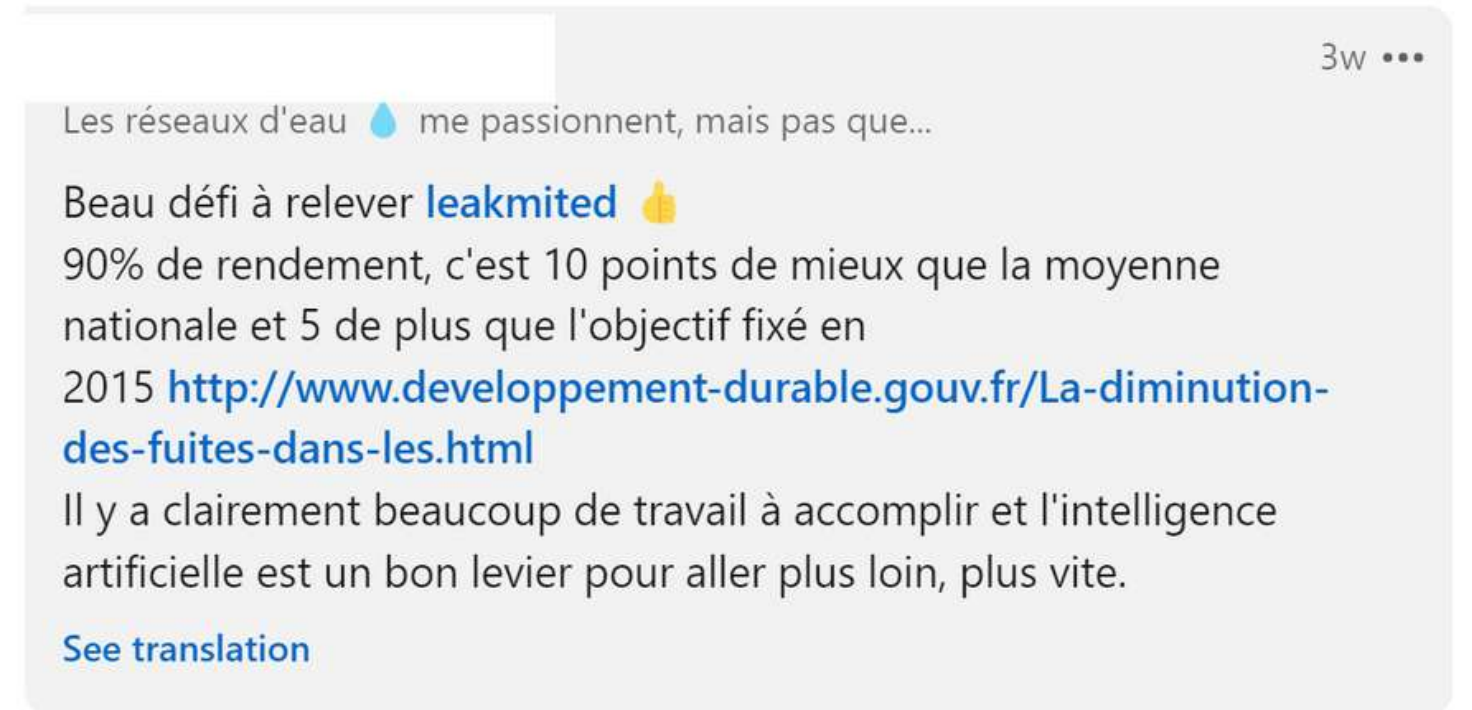 3w •••
Les réseaux d'eau 💧 me passionnent, mais pas que...
Beau défi à relever leakmited 👍
90% de rendement, c'est 10 points de mieux que la moyenne
nationale et 5 de plus que l'objectif fixé en
2015 http://www.developpement-durable.gouv.fr/La-diminution-
des-fuites-dans-les.html
Il y a clairement beaucoup de travail à accomplir et l'intelligence
artificielle est un bon levier pour aller plus loin, plus vite.
See translation